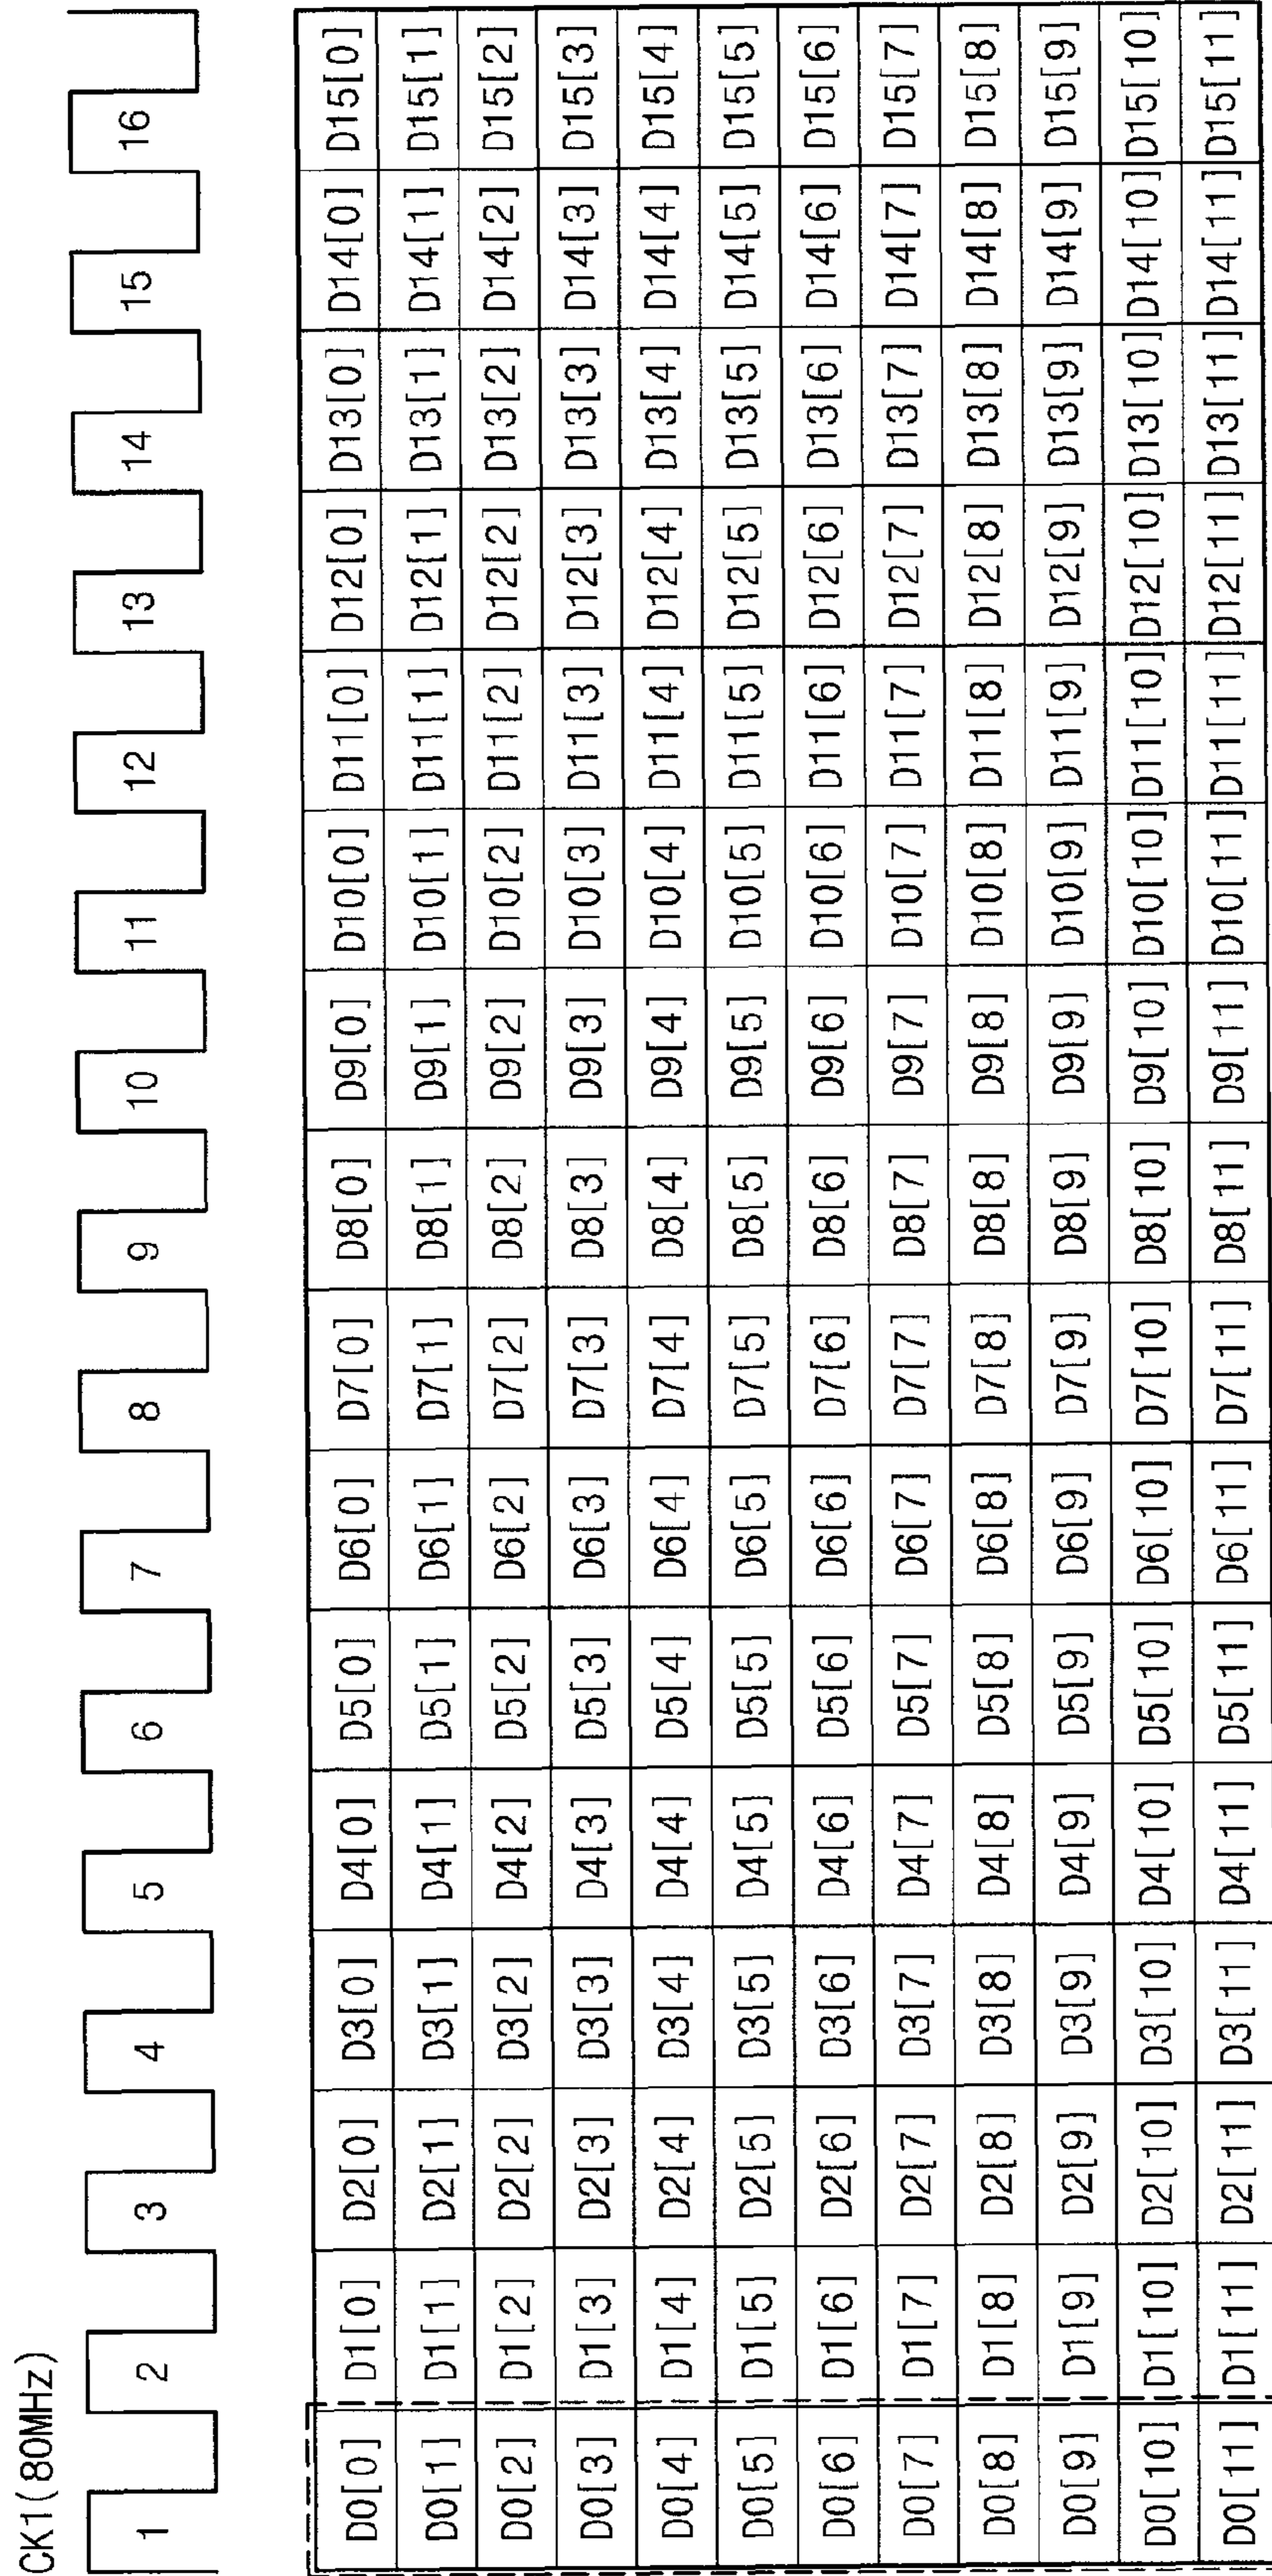 CK1(80MHz)
1 2 3 4 5 6 7 8 9 10 11 12 13 14 15 16
D0[0] D1[0] D2[0] D3[0] D4[0] D5[0] D6[0] D7[0] D8[0] D9[0] D10[0] D11[0] D12[0] D13[0] D14[0] D15[0]
D0[1] D1[1] D2[1] D3[1] D4[1] D5[1] D6[1] D7[1] D8[1] D9[1] D10[1] D11[1] D12[1] D13[1] D14[1] D15[1]
D0[2] D1[2] D2[2] D3[2] D4[2] D5[2] D6[2] D7[2] D8[2] D9[2] D10[2] D11[2] D12[2] D13[2] D14[2] D15[2]
D0[3] D1[3] D2[3] D3[3] D4[3] D5[3] D6[3] D7[3] D8[3] D9[3] D10[3] D11[3] D12[3] D13[3] D14[3] D15[3]
D0[4] D1[4] D2[4] D3[4] D4[4] D5[4] D6[4] D7[4] D8[4] D9[4] D10[4] D11[4] D12[4] D13[4] D14[4] D15[4]
D0[5] D1[5] D2[5] D3[5] D4[5] D5[5] D6[5] D7[5] D8[5] D9[5] D10[5] D11[5] D12[5] D13[5] D14[5] D15[5]
D0[6] D1[6] D2[6] D3[6] D4[6] D5[6] D6[6] D7[6] D8[6] D9[6] D10[6] D11[6] D12[6] D13[6] D14[6] D15[6]
D0[7] D1[7] D2[7] D3[7] D4[7] D5[7] D6[7] D7[7] D8[7] D9[7] D10[7] D11[7] D12[7] D13[7] D14[7] D15[7]
D0[8] D1[8] D2[8] D3[8] D4[8] D5[8] D6[8] D7[8] D8[8] D9[8] D10[8] D11[8] D12[8] D13[8] D14[8] D15[8]
D0[9] D1[9] D2[9] D3[9] D4[9] D5[9] D6[9] D7[9] D8[9] D9[9] D10[9] D11[9] D12[9] D13[9] D14[9] D15[9]
D0[10] D1[10] D2[10] D3[10] D4[10] D5[10] D6[10] D7[10] D8[10] D9[10] D10[10] D11[10] D12[10] D13[10] D14[10] D15[10]
D0[11] D1[11] D2[11] D3[11] D4[11] D5[11] D6[11] D7[11] D8[11] D9[11] D10[11] D11[11] D12[11] D13[11] D14[11] D15[11]